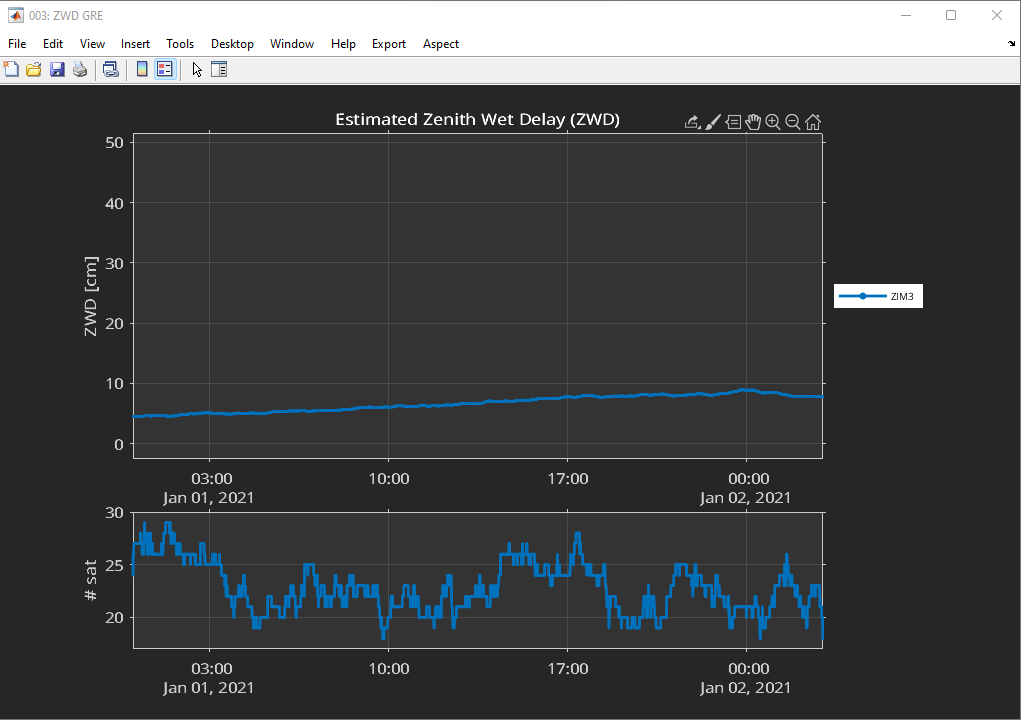 003: ZWD GRE
File Edit View Insert Tools Desktop Window Help Export Aspect
Estimated Zenith Wet Delay (ZWD)
50
40
30
20
10
0
ZWD [cm]
ZIM3
03:00 10:00 17:00 00:00
Jan 01, 2021 Jan 02, 2021
30
25
20
# sat
03:00 10:00 17:00 00:00
Jan 01, 2021 Jan 02, 2021